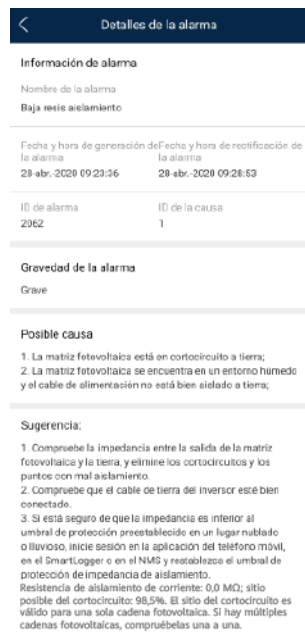 Detalles de la alarma
Información de alarma
Nombre de la alarma
Baja resis aislamiento
Fecha y hora de generación de Fecha y hora de rectificación de
la alarma la alarma
28-abr.-2020 09:23:36 28-abr.-2020 09:28:53
ID de alarma ID de la causa
2062 1
Gravedad de la alarma
Grave
Posible causa
1. La matriz fotovoltaica está en cortocircuito a tierra;
2. La matriz fotovoltaica se encuentra en un entorno húmedo
y el cable de alimentación no está bien aislado a tierra;
Sugerencia:
1. Compruebe la impedancia entre la salida de la matriz
fotovoltaica y la tierra, y elimine los cortocircuitos y los
puntos con mal aislamiento.
2. Compruebe que el cable de tierra del inversor esté bien
conectado.
3. Si está seguro de que la impedancia es inferior al
umbral de protección preestablecido en un lugar nublado
o lluvioso, inicie sesión en la aplicación del teléfono móvil,
en el SmartLogger o en el NMS y restablezca el umbral de
protección de impedancia de aislamiento.
Resistencia de aislamiento de corriente: 0,0 MΩ; sitio
posible del cortocircuito: 98,5%. El sitio del cortocircuito es
válido para una sola cadena fotovoltaica. Si hay múltiples
cadenas fotovoltaicas, compruébelas una a una.